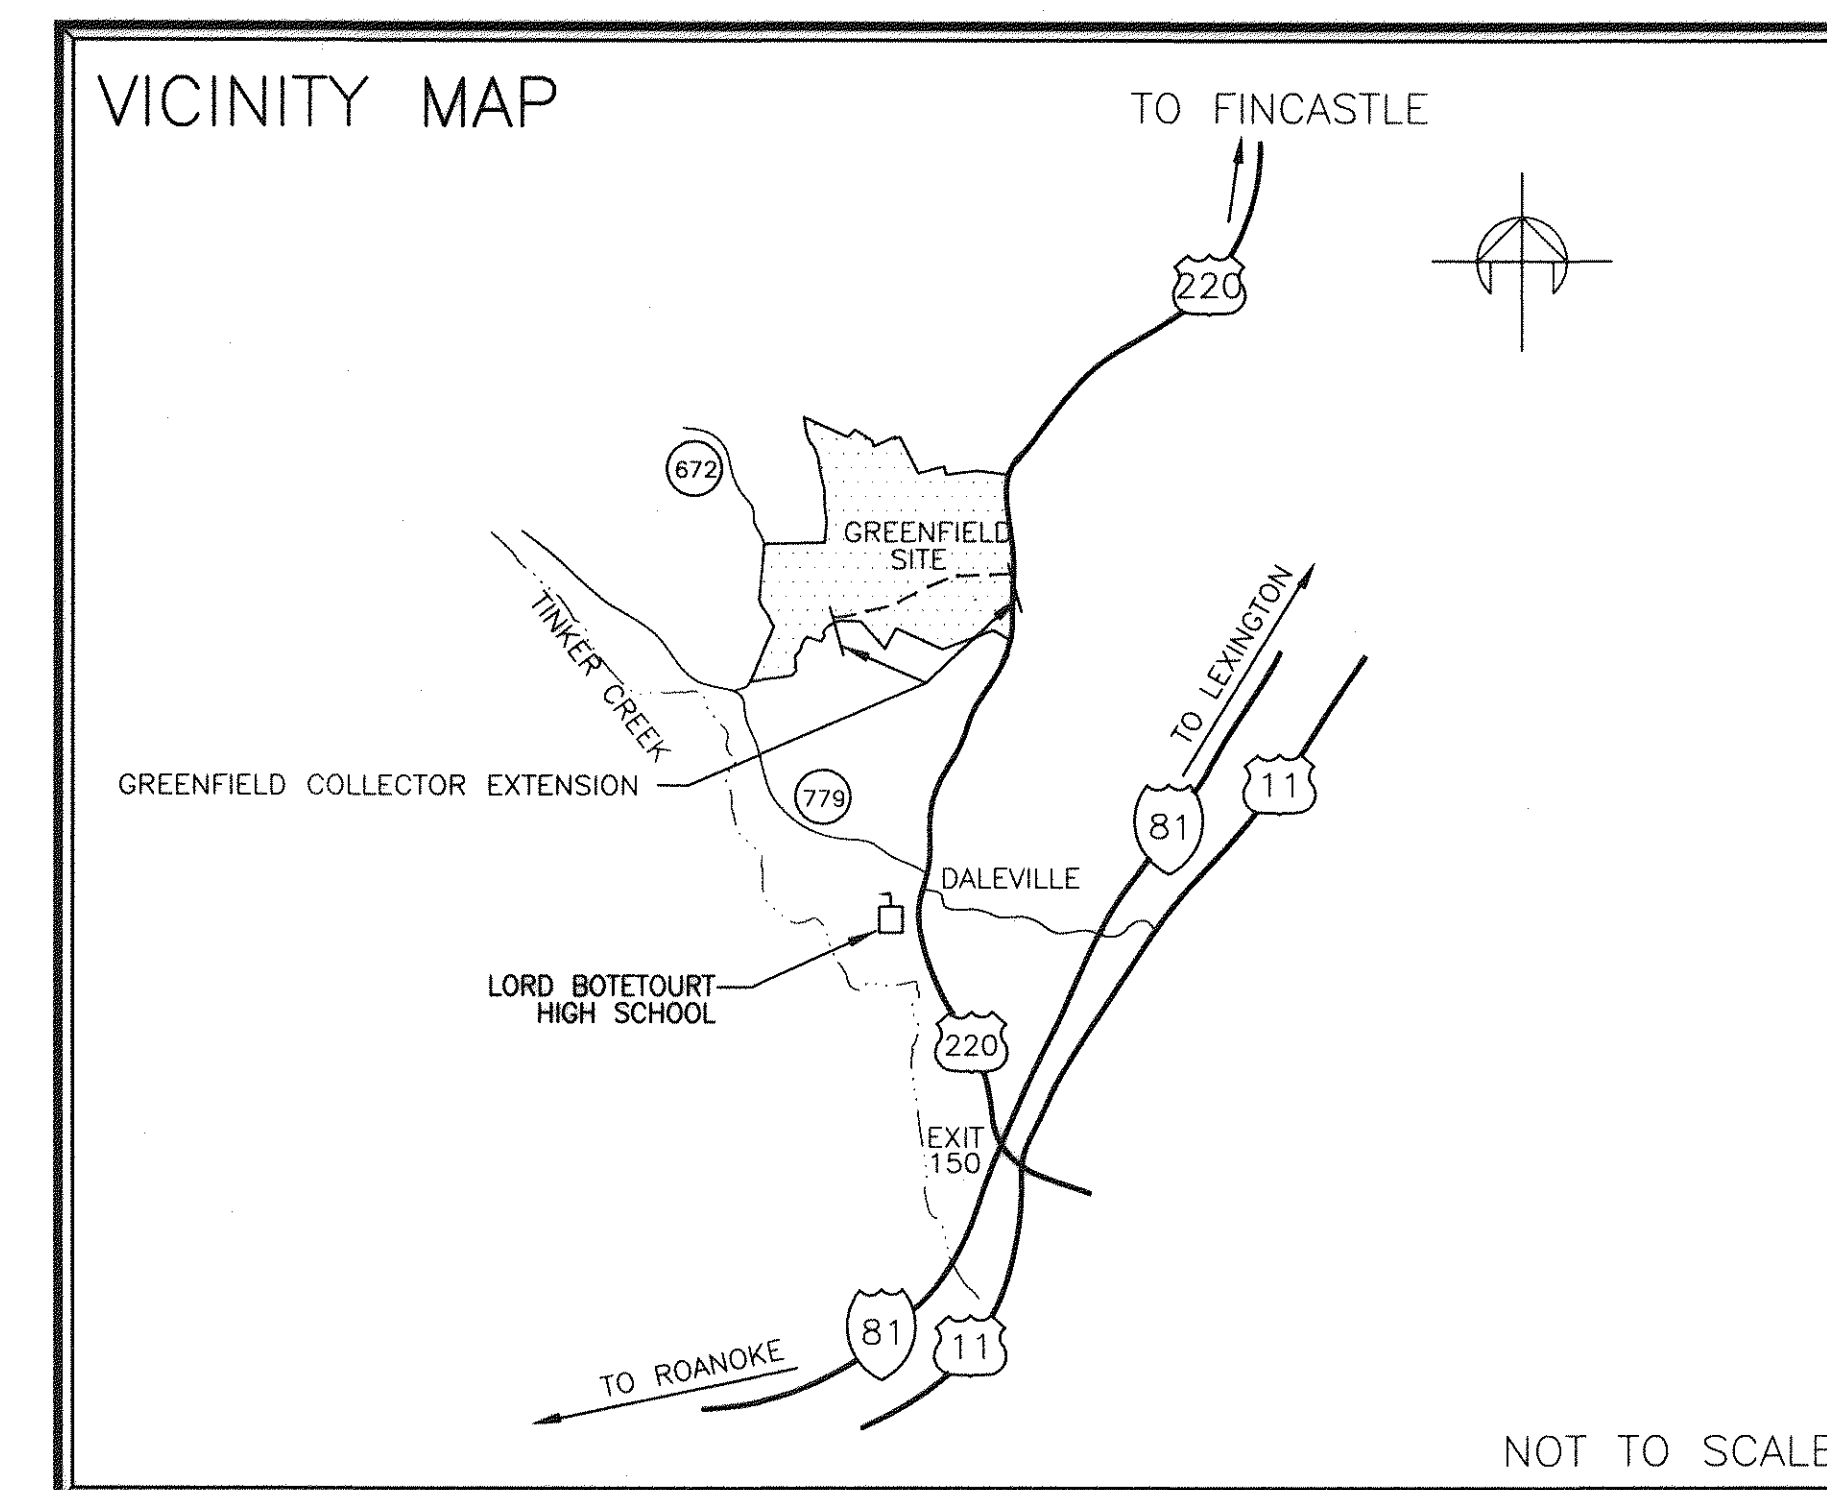 VICINITY MAP
TO FINCASTLE
220
672
GREENFIELD
SITE
TINKER CREEK
TO LEXINGTON
GREENFIELD COLLECTOR EXTENSION
779
11
81
DALEVILLE
LORD BOTETOURT
HIGH SCHOOL
220
EXIT
150
81
11
TO ROANOKE
NOT TO SCALE